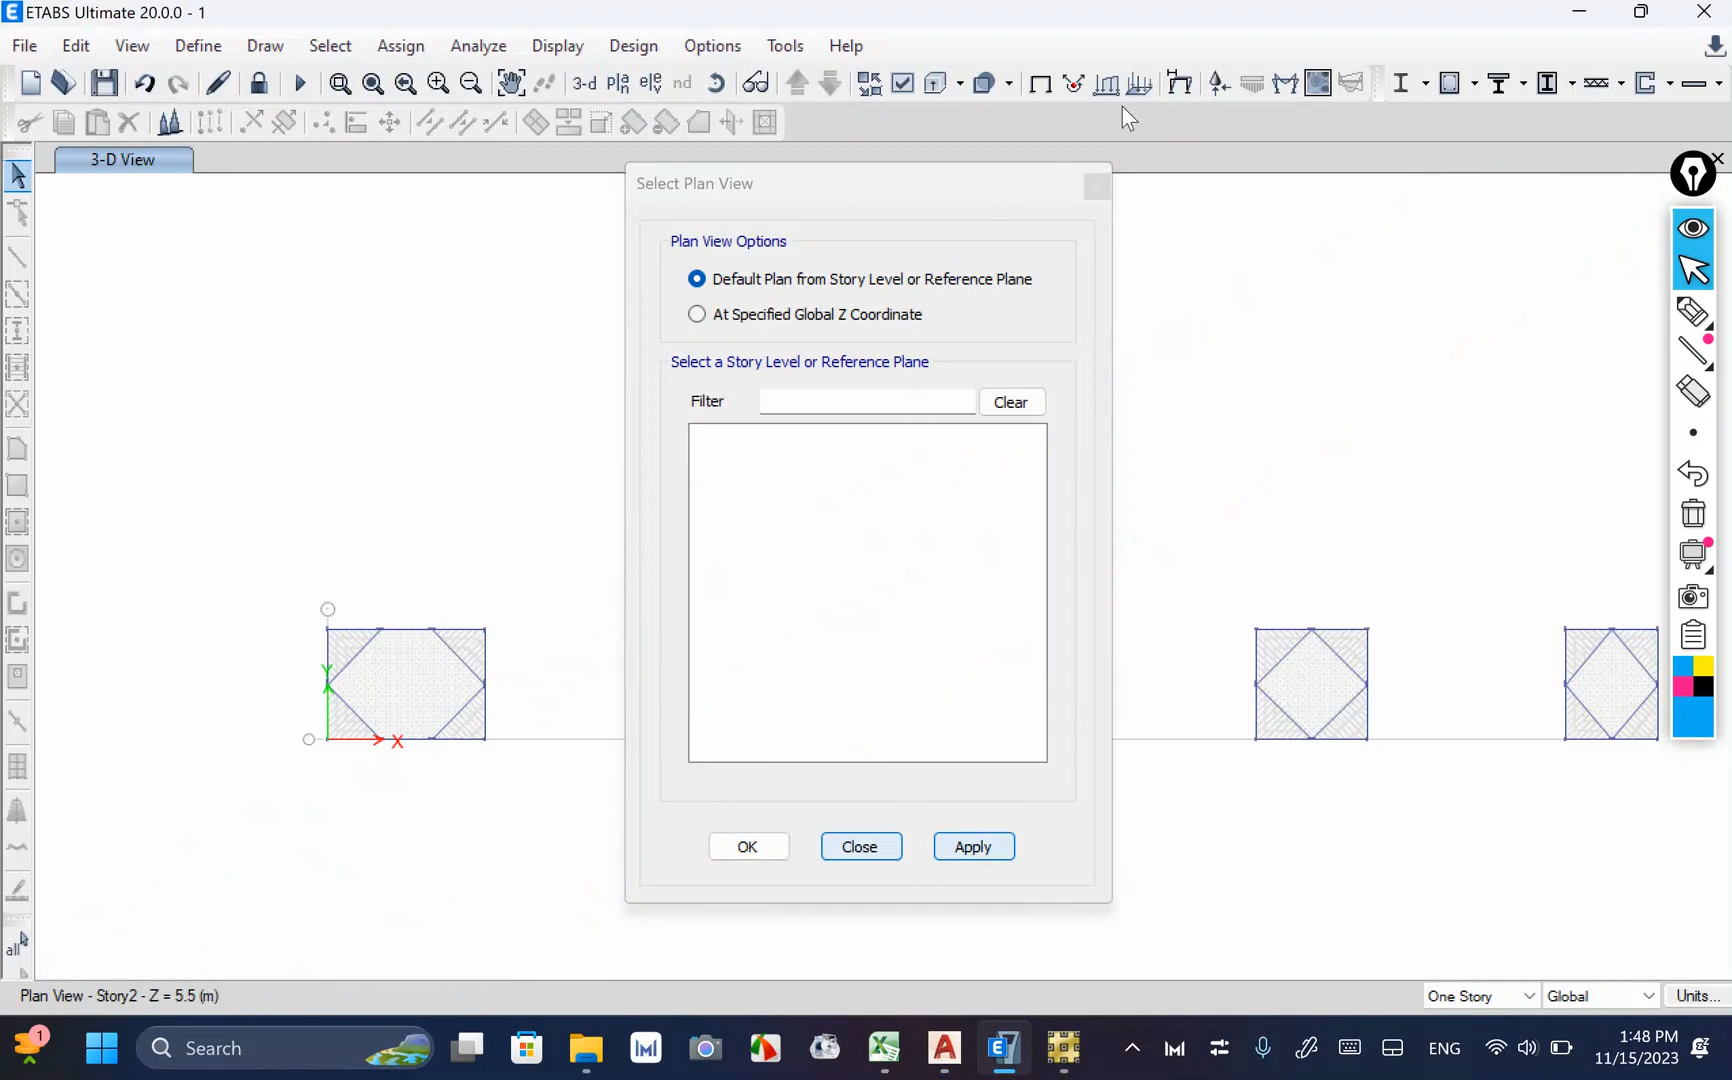 ETABS Ultimate 20.0.0 - 1
File Edit View Define Draw Select Assign Analyze Display Design Options Tools Help
3-d nd
3-D View
Select Plan View
Plan View Options
Default Plan from Story Level or Reference Plane
At Specified Global Z Coordinate
Select a Story Level or Reference Plane
Filter Clear
Y
X
OK Close Apply
all
Plan View - Story2 - Z = 5.5 (m) One Story Global Units...
1 Search ENG 1:48 PM
11/15/2023